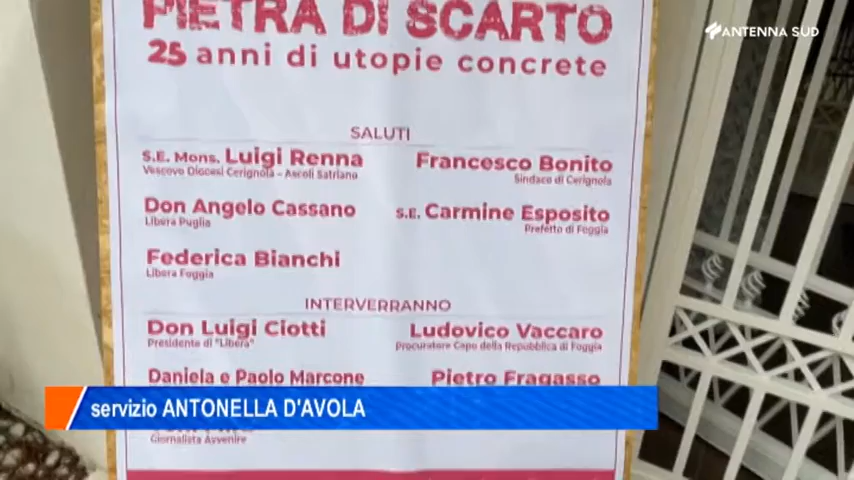 ANTENNA SUD
PIETRA DI SCARTO
25 anni di utopie concrete
SALUTI
S.E. Mons. Luigi Renna
Vescovo Diocesi Cerignola - Ascoli Satriano
Francesco Bonito
Sindaco di Cerignola
Don Angelo Cassano
Libera Puglia
S.E. Carmine Esposito
Prefetto di Foggia
Federica Bianchi
Libera Foggia
INTERVERRANNO
Don Luigi Ciotti
Presidente di "Libera"
Ludovico Vaccaro
Procuratore Capo della Repubblica di Foggia
Daniela e Paolo Marcone
Pietro Fragasso
servizio ANTONELLA D'AVOLA
Giornalista Avvenire